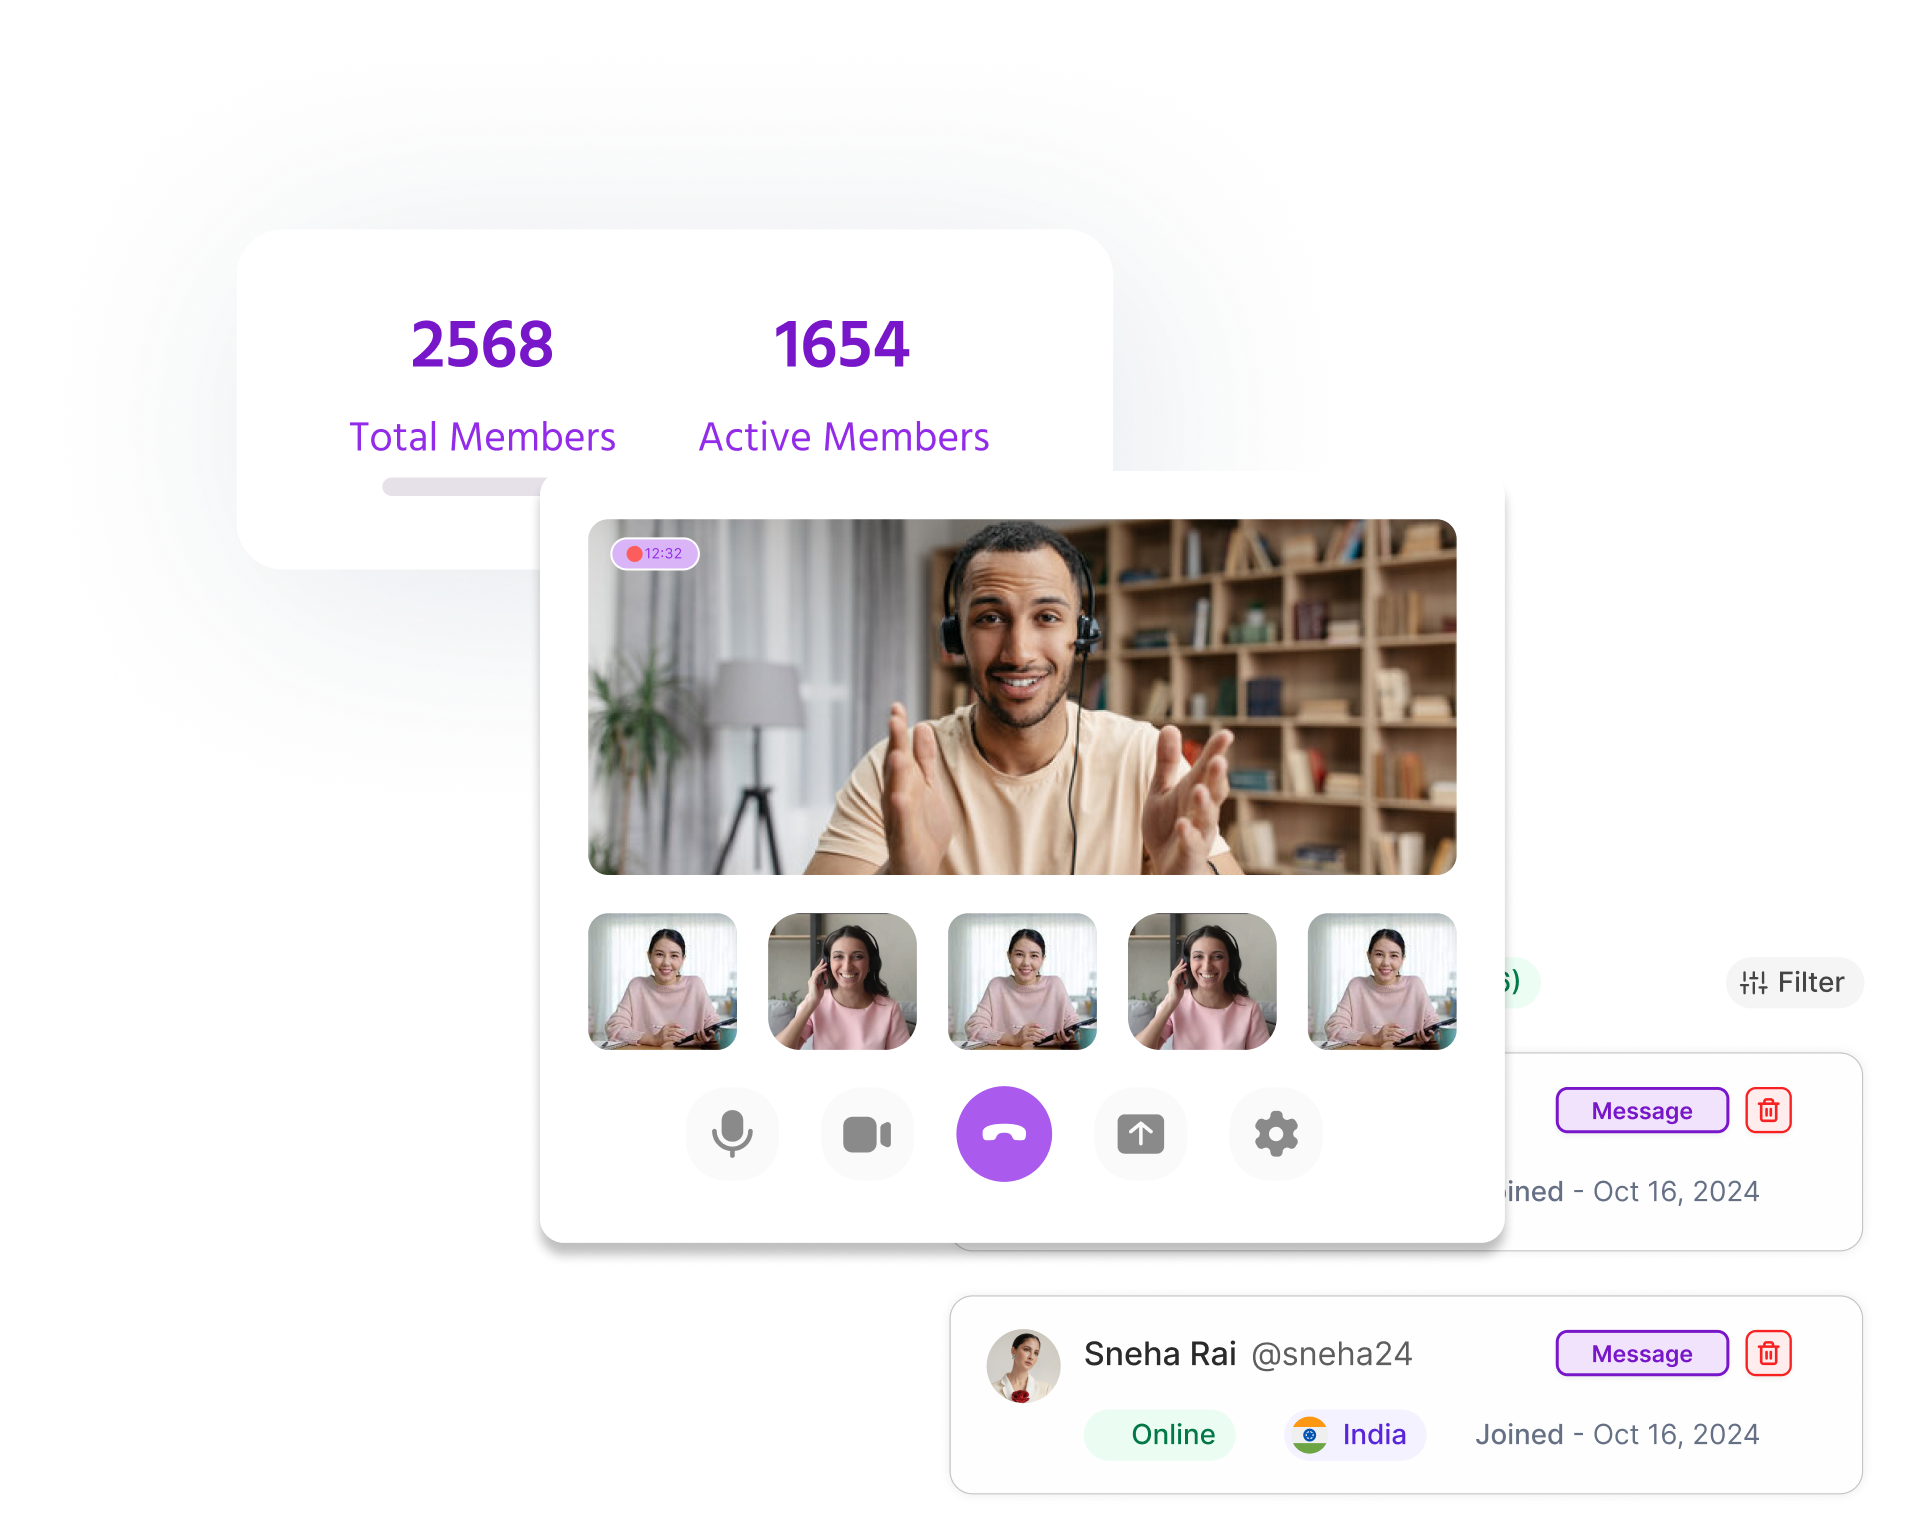 2568
1654
Total Members
Active Members
12:32
6)
Filter
Message
ined - Oct 16, 2024
Sneha Rai @sneha24
Message
Online
India
Joined - Oct 16, 2024